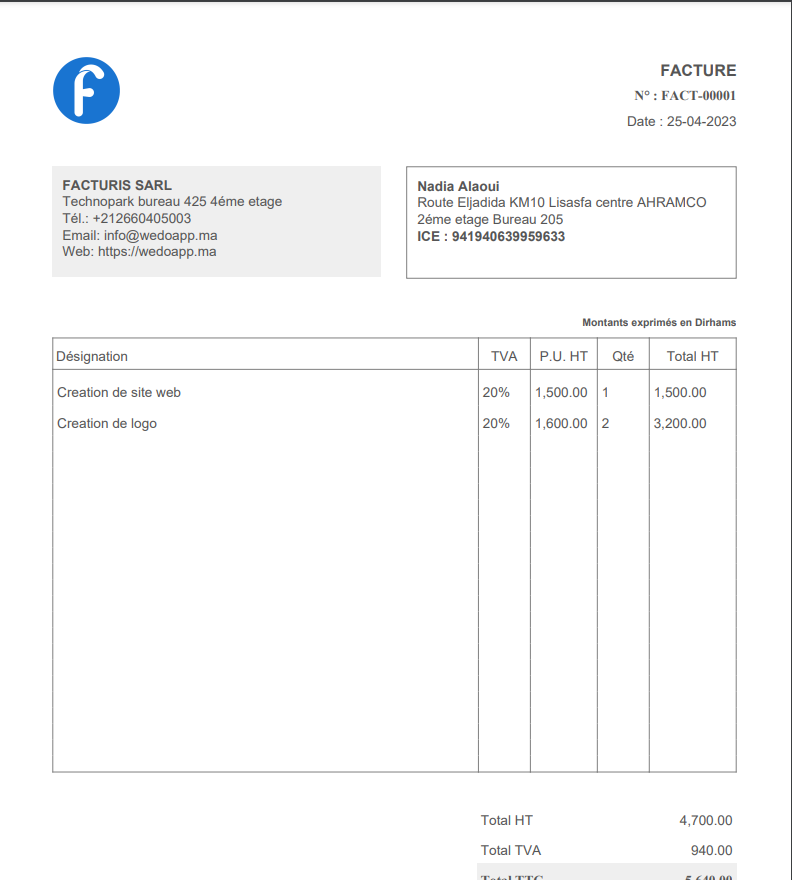 FACTURE
N° : FACT-00001
Date : 25-04-2023
FACTURIS SARL
Technopark bureau 425 4éme etage
Tél.: +212660405003
Email: info@wedoapp.ma
Web: https://wedoapp.ma
Nadia Alaoui
Route Eljadida KM10 Lisasfa centre AHRAMCO
2éme etage Bureau 205
ICE : 941940639959633
Montants exprimés en Dirhams
Désignation TVA P.U. HT Qté Total HT
Creation de site web 20% 1,500.00 1 1,500.00
Creation de logo 20% 1,600.00 2 3,200.00
Total HT 4,700.00
Total TVA 940.00
Total TTC 5,640.00